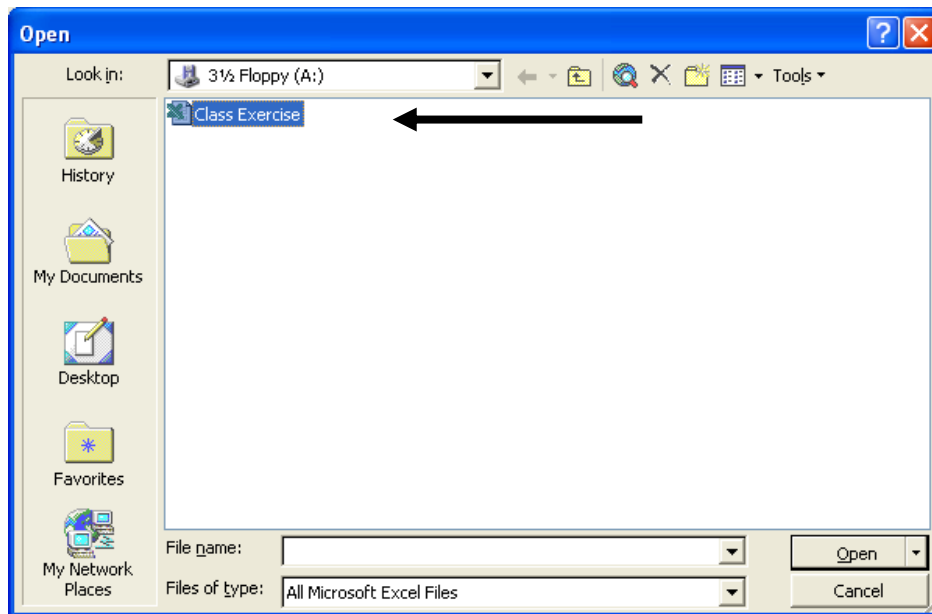 Open
Look in:
3½ Floppy (A:)
Tools
Class Exercise
History
My Documents
Desktop
Favorites
My Network
Places
File name:
Open
Files of type:
All Microsoft Excel Files
Cancel